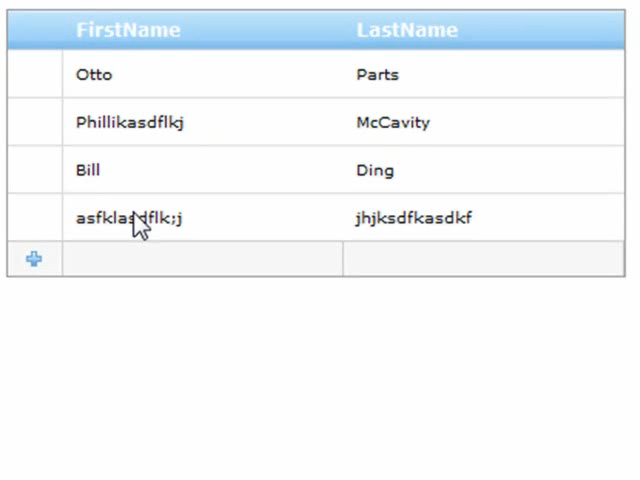 FirstName LastName
Otto Parts
Phillikasdflkj McCavity
Bill Ding
asfklasdflk;j jhjksdfkasdkf